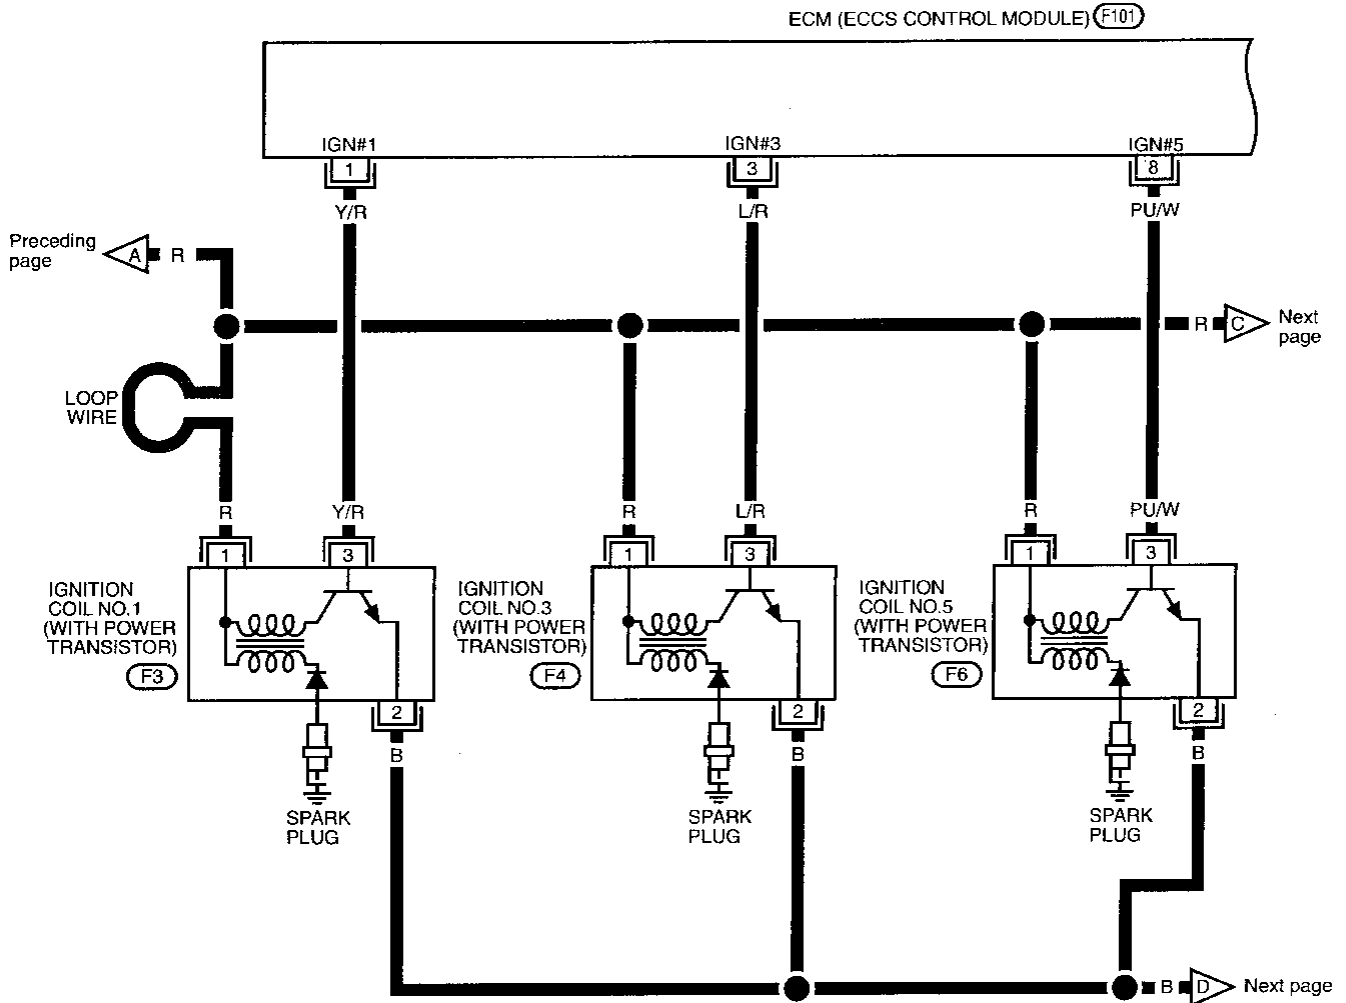 ECM (ECCS CONTROL MODULE) F101
IGN#1 IGN#3 IGN#5
1 3 8
Y/R L/R PU/W
Preceding
page
A R
R C
Next
page
LOOP
WIRE
R Y/R R L/R R PU/W
1 3 1 3 1 3
IGNITION
COIL NO.1
(WITH POWER
TRANSISTOR)
F3
IGNITION
COIL NO.3
(WITH POWER
TRANSISTOR)
F4
IGNITION
COIL NO.5
(WITH POWER
TRANSISTOR)
F6
2 2 2
B B B
SPARK
PLUG
SPARK
PLUG
SPARK
PLUG
B D Next page